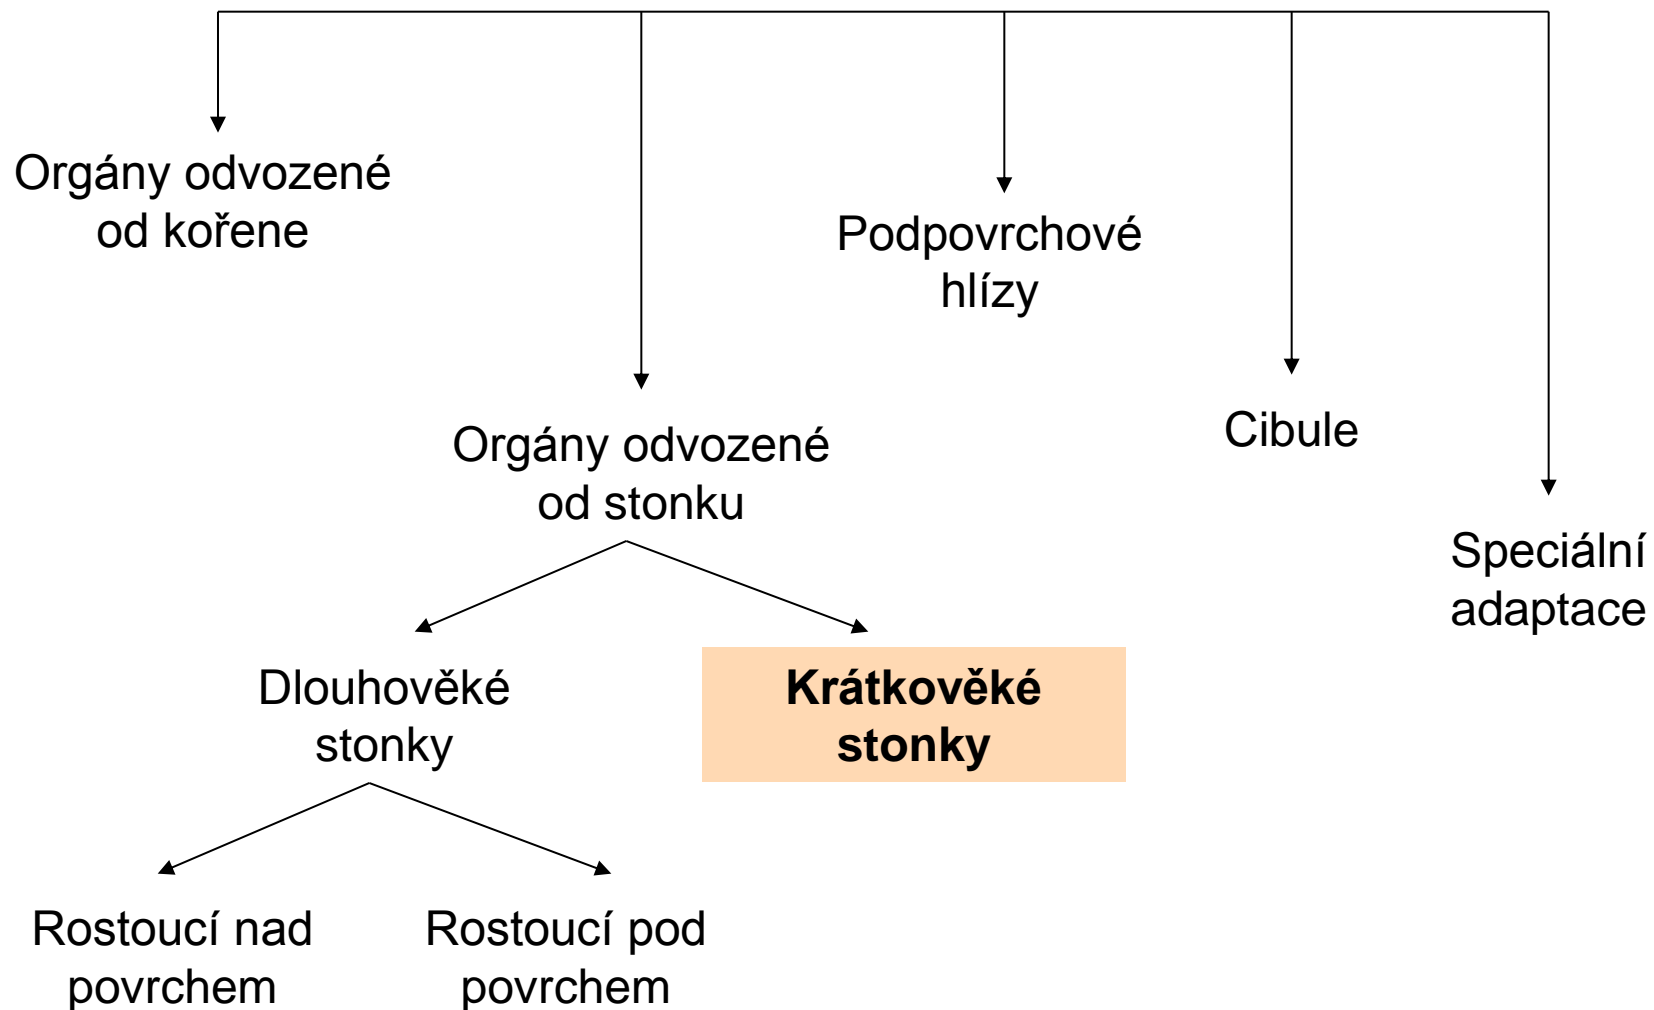 Orgány odvozené
od kořene
Podpovrchové
hlízy
Orgány odvozené
od stonku
Cibule
Speciální
adaptace
Dlouhověké
stonky
Krátkověké
stonky
Rostoucí nad
povrchem
Rostoucí pod
povrchem